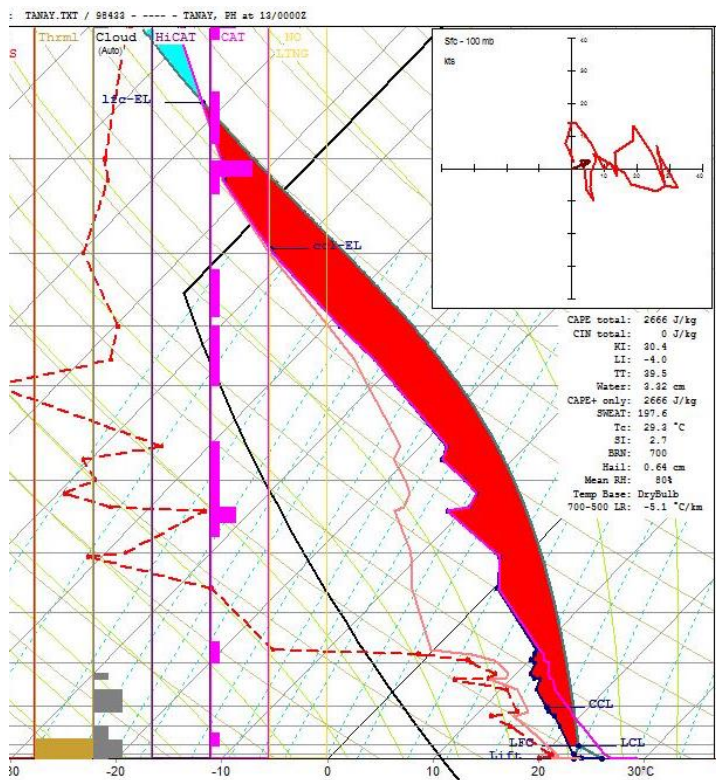 : TANAY.TXT / 98433 - ---- - TANAY, PH at 13/0000Z
S Thrml Cloud HiCAT CAT NO
(Auto) LTNG
Sfc - 100 mb
kts
40
30
20
10 20 30 40
lfc-EL
ccl-EL
CAPE total: 2666 J/kg
CIN total: 0 J/kg
KI: 30.4
LI: -4.0
TT: 39.5
Water: 3.32 cm
CAPE+ only: 2666 J/kg
SWEAT: 197.6
Tc: 29.3 °C
SI: 2.7
BRN: 700
Hail: 0.64 cm
Mean RH: 80%
Temp Base: DryBulb
700-500 LR: -5.1 °C/km
CCL
LFC LCL
Lift
30 -20 -10 0 10 20 30°C